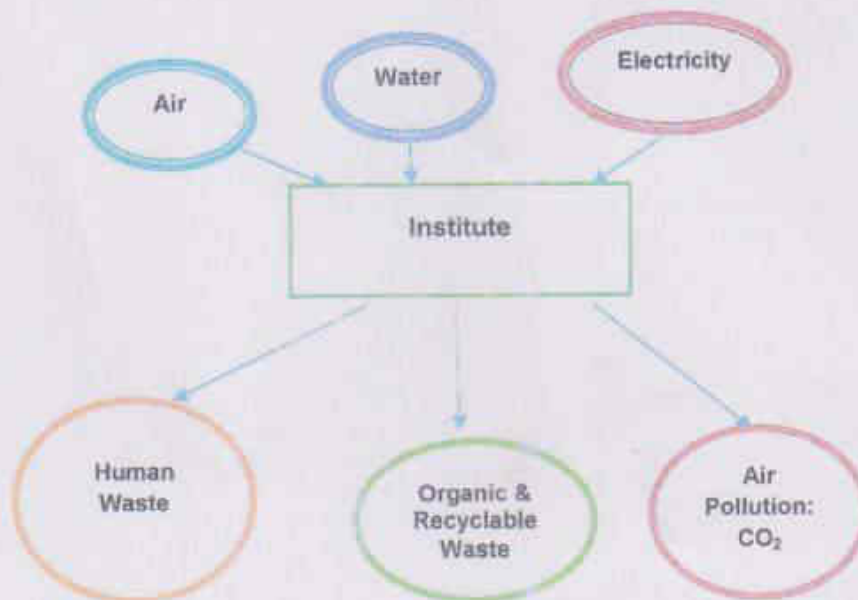 Air
Water
Electricity
Institute
Human
Waste
Organic &
Recyclable
Waste
Air
Pollution:
CO₂